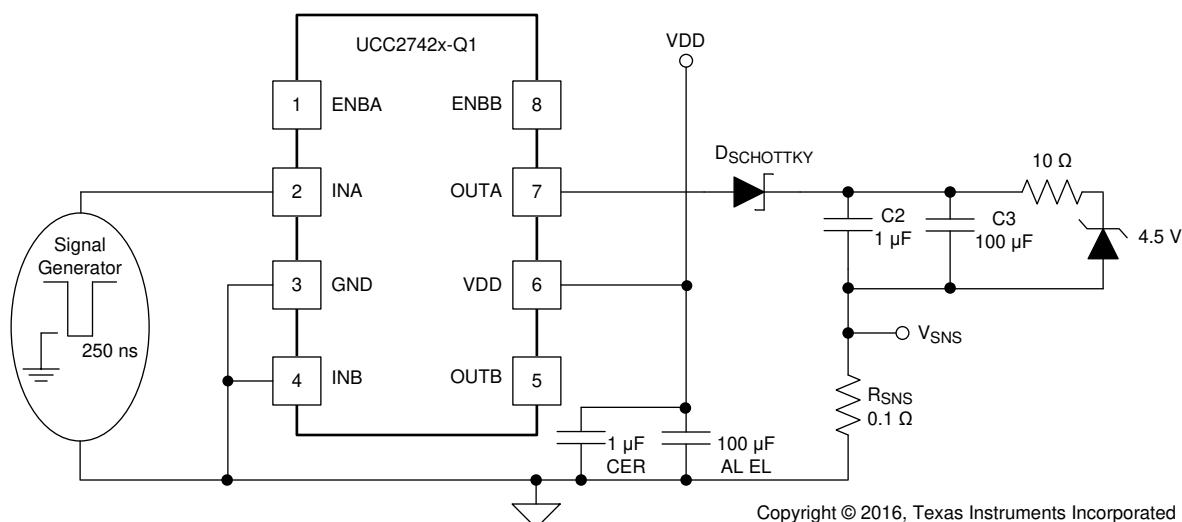 UCC2742x-Q1
VDD
1 ENBA ENBB 8
DSCHOTTKY
10 Ω
2 INA OUTA 7
C2
1 µF
C3
100 µF
4.5 V
Signal
Generator
250 ns
3 GND VDD 6
VSNS
4 INB OUTB 5
RSNS
0.1 Ω
1 µF
CER
100 µF
AL EL
Copyright © 2016, Texas Instruments Incorporated